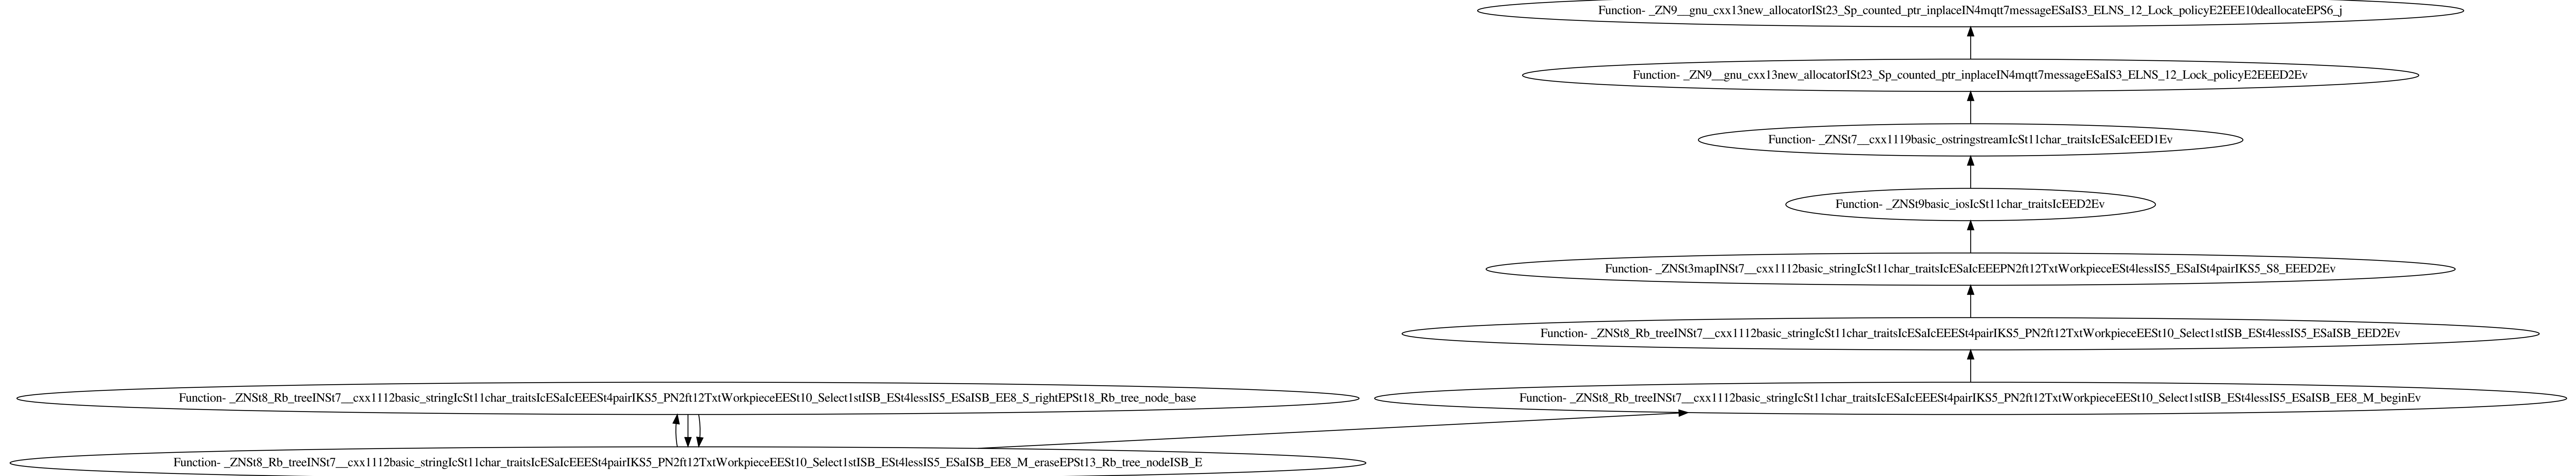 Function- _ZN9__gnu_cxx13new_allocatorISt23_Sp_counted_ptr_inplaceIN4mqtt7messageESaIS3_ELNS_12_Lock_policyE2EEE10deallocateEPS6_j
Function- _ZN9__gnu_cxx13new_allocatorISt23_Sp_counted_ptr_inplaceIN4mqtt7messageESaIS3_ELNS_12_Lock_policyE2EEED2Ev
Function- _ZNSt7__cxx1119basic_ostringstreamIcSt11char_traitsIcESaIcEED1Ev
Function- _ZNSt9basic_iosIcSt11char_traitsIcEED2Ev
Function- _ZNSt3mapINSt7__cxx1112basic_stringIcSt11char_traitsIcESaIcEEEPN2ft12TxtWorkpieceESt4lessIS5_ESaISt4pairIKS5_S8_EEED2Ev
Function- _ZNSt8_Rb_treeINSt7__cxx1112basic_stringIcSt11char_traitsIcESaIcEEESt4pairIKS5_PN2ft12TxtWorkpieceEESt10_Select1stISB_ESt4lessIS5_ESaISB_EED2Ev
Function- _ZNSt8_Rb_treeINSt7__cxx1112basic_stringIcSt11char_traitsIcESaIcEEESt4pairIKS5_PN2ft12TxtWorkpieceEESt10_Select1stISB_ESt4lessIS5_ESaISB_EE8_S_rightEPSt18_Rb_tree_node_base
Function- _ZNSt8_Rb_treeINSt7__cxx1112basic_stringIcSt11char_traitsIcESaIcEEESt4pairIKS5_PN2ft12TxtWorkpieceEESt10_Select1stISB_ESt4lessIS5_ESaISB_EE8_M_beginEv
Function- _ZNSt8_Rb_treeINSt7__cxx1112basic_stringIcSt11char_traitsIcESaIcEEESt4pairIKS5_PN2ft12TxtWorkpieceEESt10_Select1stISB_ESt4lessIS5_ESaISB_EE8_M_eraseEPSt13_Rb_tree_nodeISB_E